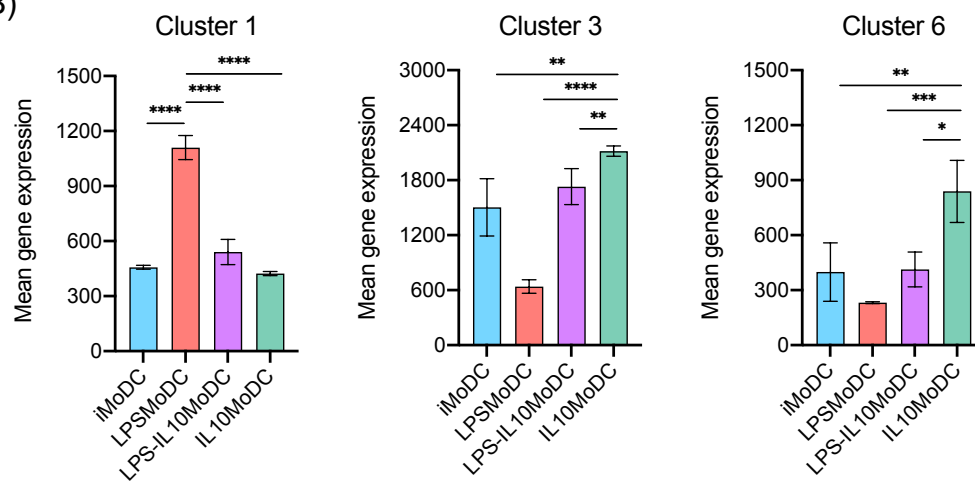 B)
Cluster 1
Mean gene expression
1500
1200
900
600
300
0
****
****
****
iMoDC
LPSMoDC
LPS-IL10MoDC
IL10MoDC
Cluster 3
Mean gene expression
3000
2400
1800
1200
600
0
**
****
**
iMoDC
LPSMoDC
LPS-IL10MoDC
IL10MoDC
Cluster 6
Mean gene expression
1500
1200
900
600
300
0
**
***
*
iMoDC
LPSMoDC
LPS-IL10MoDC
IL10MoDC